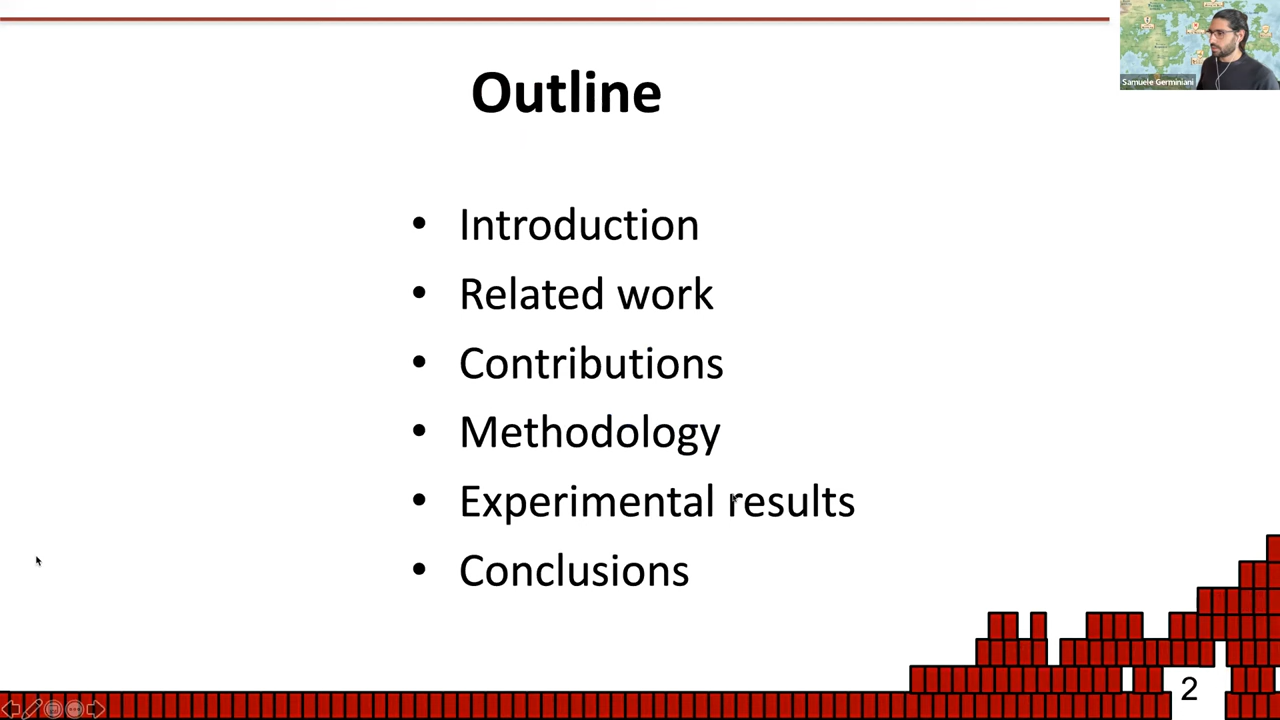 Outline
Samuele Germiniani
• Introduction
• Related work
• Contributions
• Methodology
• Experimental results
• Conclusions
2